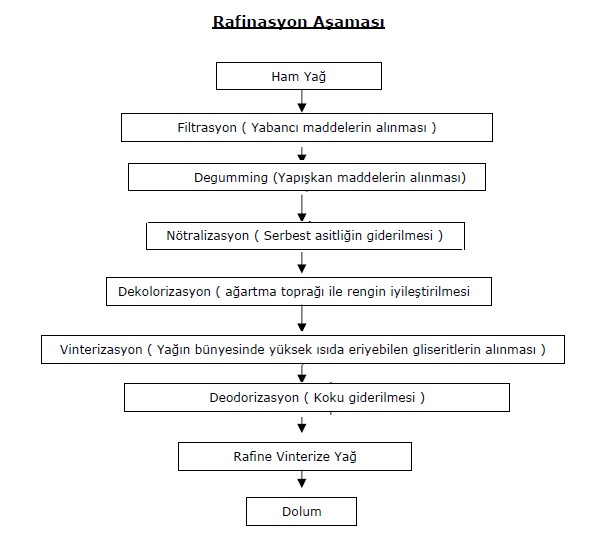 Rafinasyon Aşaması
Ham Yağ
Filtrasyon ( Yabancı maddelerin alınması )
Degumming (Yapışkan maddelerin alınması)
Nötralizasyon ( Serbest asitliğin giderilmesi )
Dekolorizasyon ( ağartma toprağı ile rengin iyileştirilmesi
Vinterizasyon ( Yağın bünyesinde yüksek ısıda eriyebilen gliseritlerin alınması )
Deodorizasyon ( Koku giderilmesi )
Rafine Vinterize Yağ
Dolum